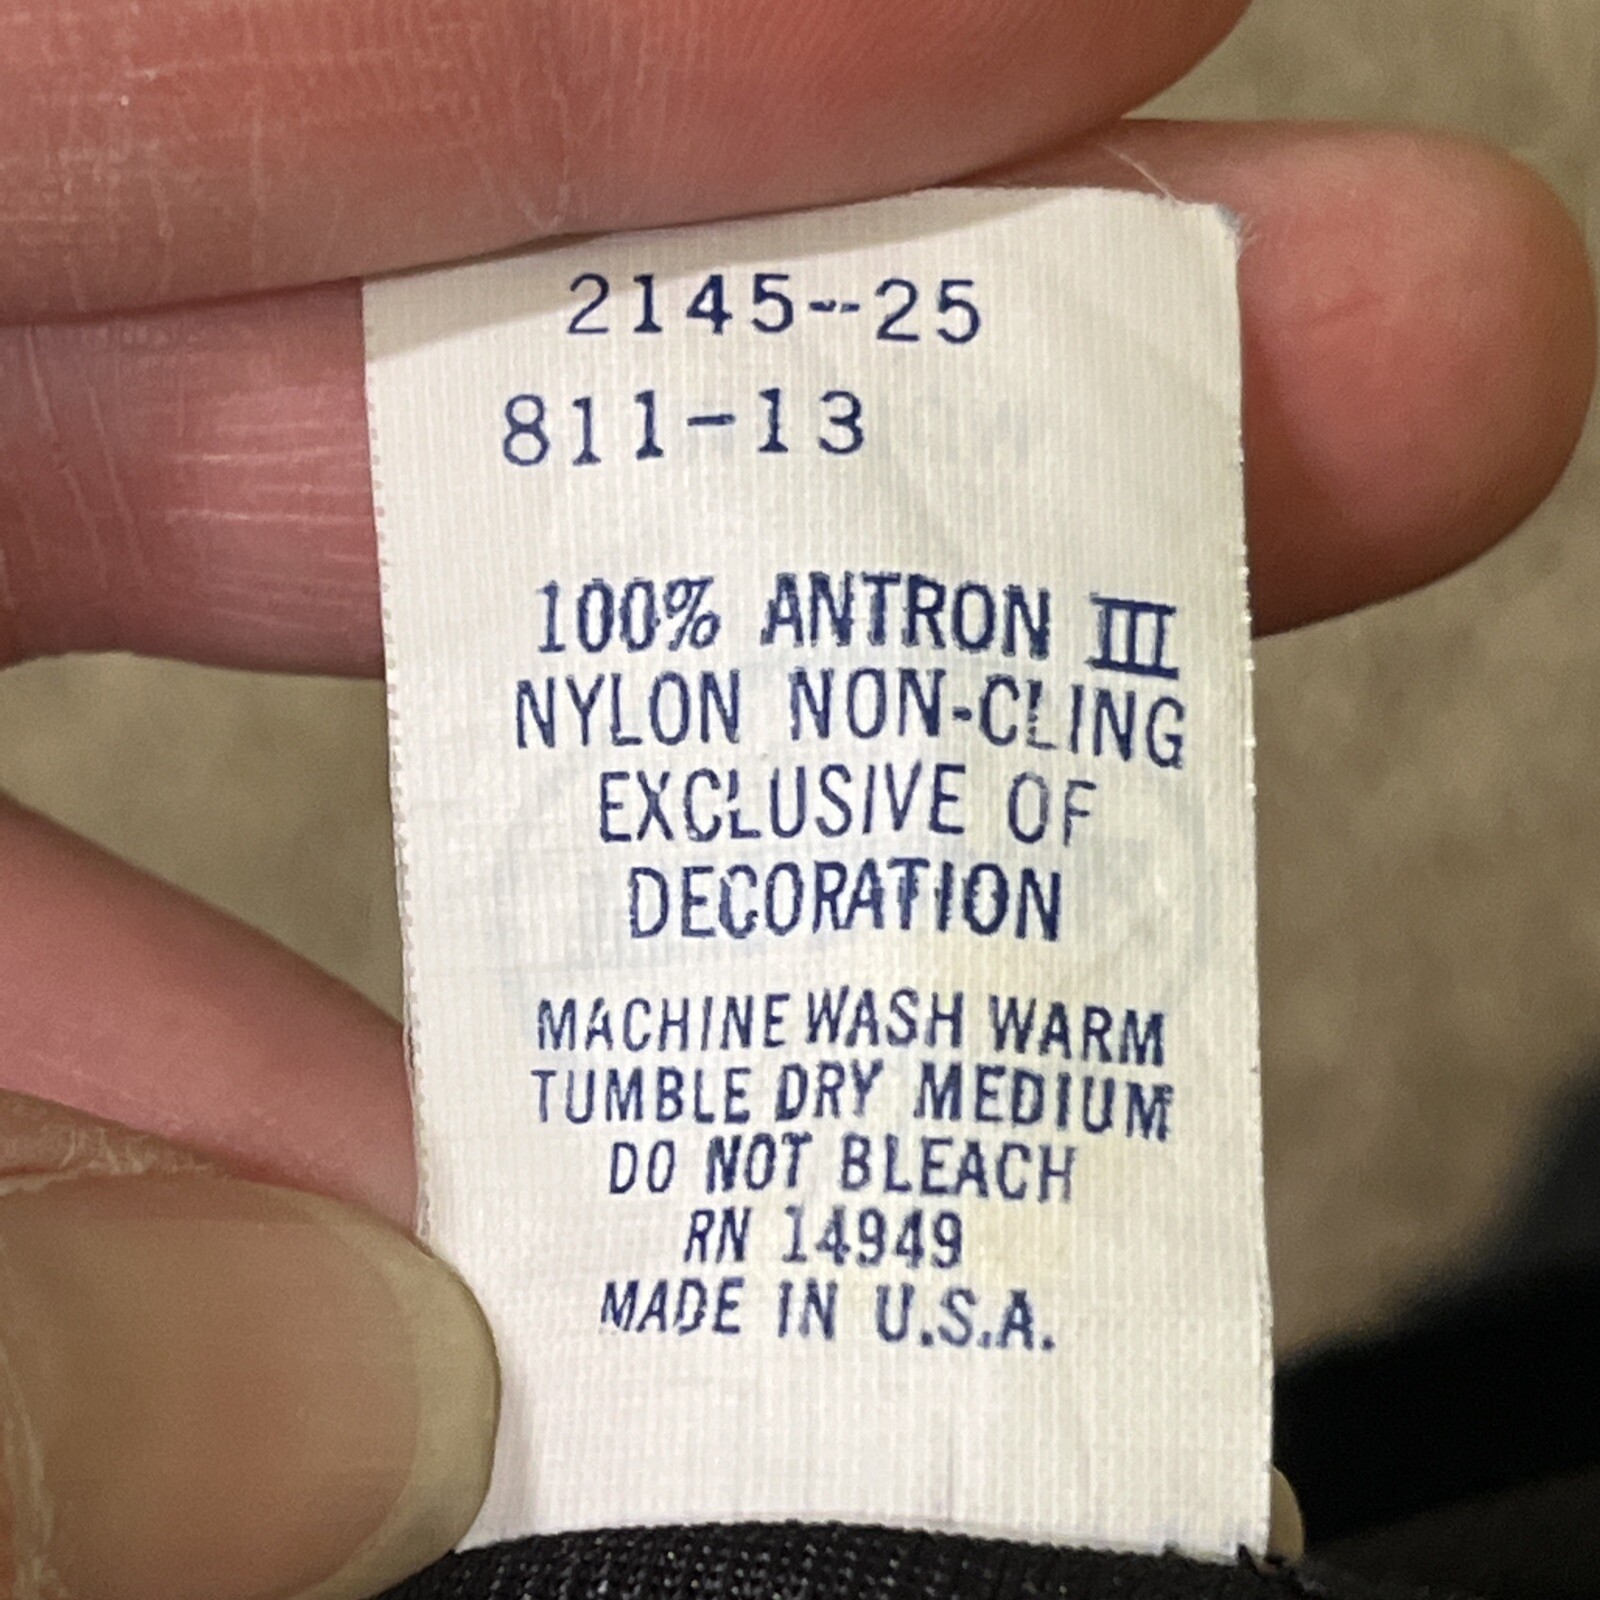 2145--25
811-13
100% ANTRON III
NYLON NON-CLING
EXCLUSIVE OF
DECORATION
MACHINE WASH WARM
TUMBLE DRY MEDIUM
DO NOT BLEACH
RN 14949
MADE IN U.S.A.